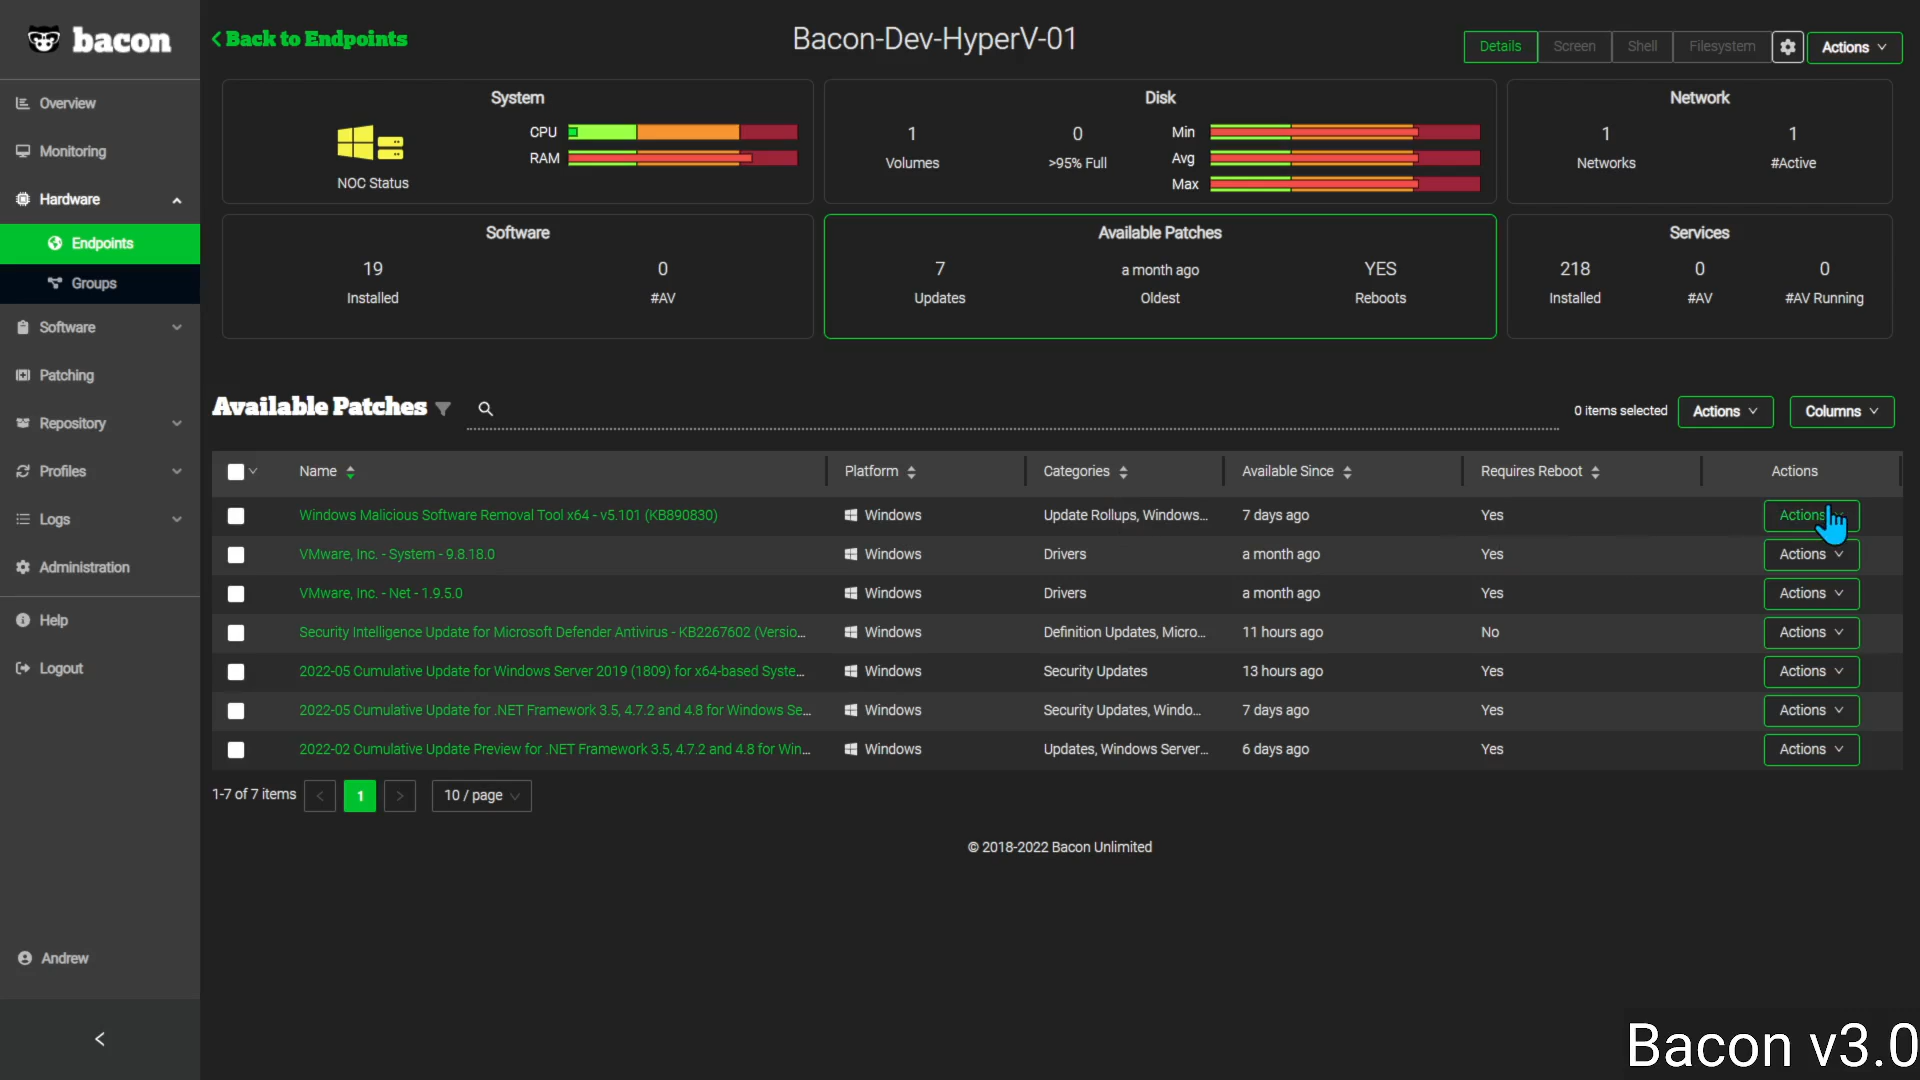 bacon
Back to Endpoints
Bacon-Dev-HyperV-01
Details
Screen
Shell
Filesystem
Actions
Overview
Monitoring
Hardware
Endpoints
Groups
Software
Patching
Repository
Profiles
Logs
Administration
Help
Logout
Andrew
System
NOC Status
CPU
RAM
Disk
1
Volumes
0
>95% Full
Min
Avg
Max
Network
1
Networks
1
#Active
Software
19
Installed
0
#AV
Available Patches
7
Updates
a month ago
Oldest
YES
Reboots
Services
218
Installed
0
#AV
0
#AV Running
Available Patches
0 items selected
Actions
Columns
Name Platform Categories Available Since Requires Reboot Actions
Windows Malicious Software Removal Tool x64 - v5.101 (KB890830) Windows Update Rollups, Windows... 7 days ago Yes Actions
VMware, Inc. - System - 9.8.18.0 Windows Drivers a month ago Yes Actions
VMware, Inc. - Net - 1.9.5.0 Windows Drivers a month ago Yes Actions
Security Intelligence Update for Microsoft Defender Antivirus - KB2267602 (Versio... Windows Definition Updates, Micro... 11 hours ago No Actions
2022-05 Cumulative Update for Windows Server 2019 (1809) for x64-based Syste... Windows Security Updates 13 hours ago Yes Actions
2022-05 Cumulative Update for .NET Framework 3.5, 4.7.2 and 4.8 for Windows Se... Windows Security Updates, Windo... 7 days ago Yes Actions
2022-02 Cumulative Update Preview for .NET Framework 3.5, 4.7.2 and 4.8 for Win... Windows Updates, Windows Server... 6 days ago Yes Actions
1-7 of 7 items < 1 > 10 / page
© 2018-2022 Bacon Unlimited
Bacon v3.0